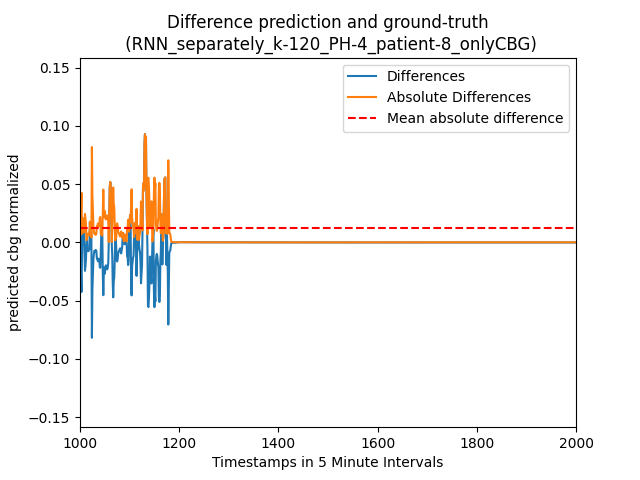 Difference prediction and ground-truth
(RNN_separately_k-120_PH-4_patient-8_onlyCBG)
0.15
0.10
0.05
0.00
−0.05
−0.10
−0.15
predicted cbg normalized
Differences
Absolute Differences
Mean absolute difference
1000 1200 1400 1600 1800 2000
Timestamps in 5 Minute Intervals